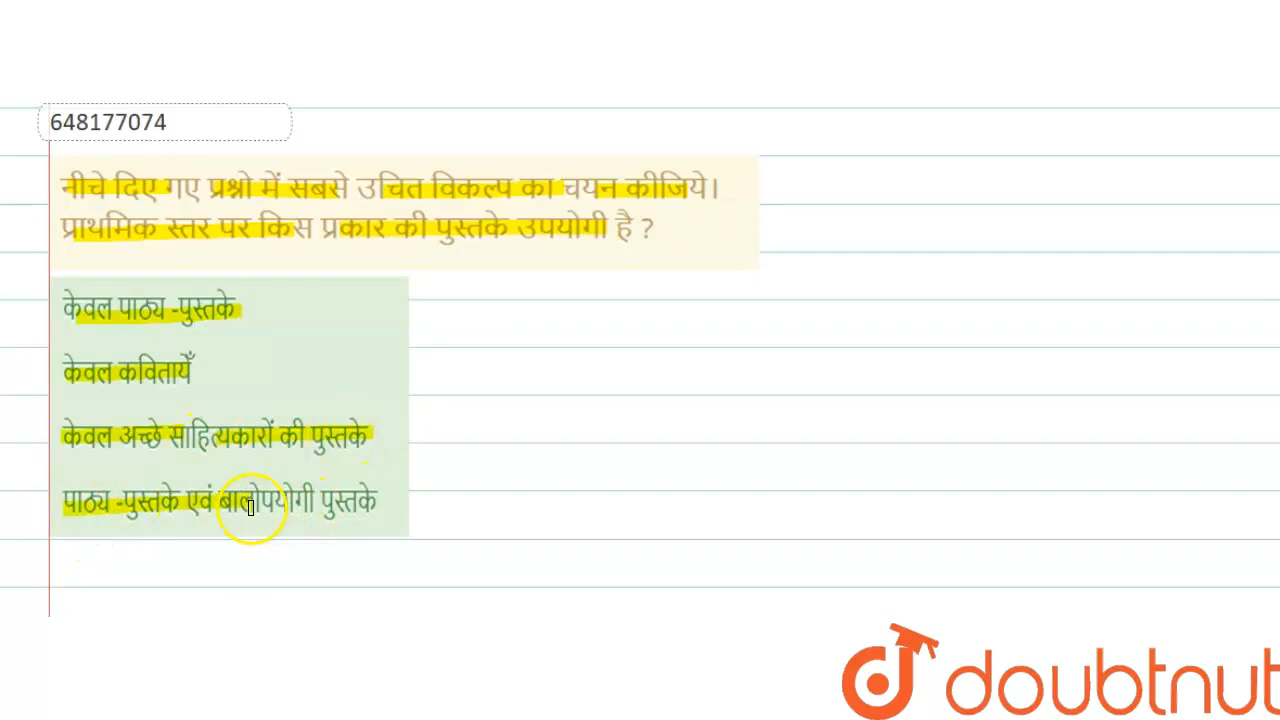 648177074
नीचे दिए गए प्रश्नो में सबसे उचित विकल्प का चयन कीजिये।
प्राथमिक स्तर पर किस प्रकार की पुस्तके उपयोगी है ?
केवल पाठ्य -पुस्तके
केवल कवितायेँ
केवल अच्छे साहित्यकारों की पुस्तके
पाठ्य -पुस्तके एवं बालोपयोगी पुस्तके
doubtnut